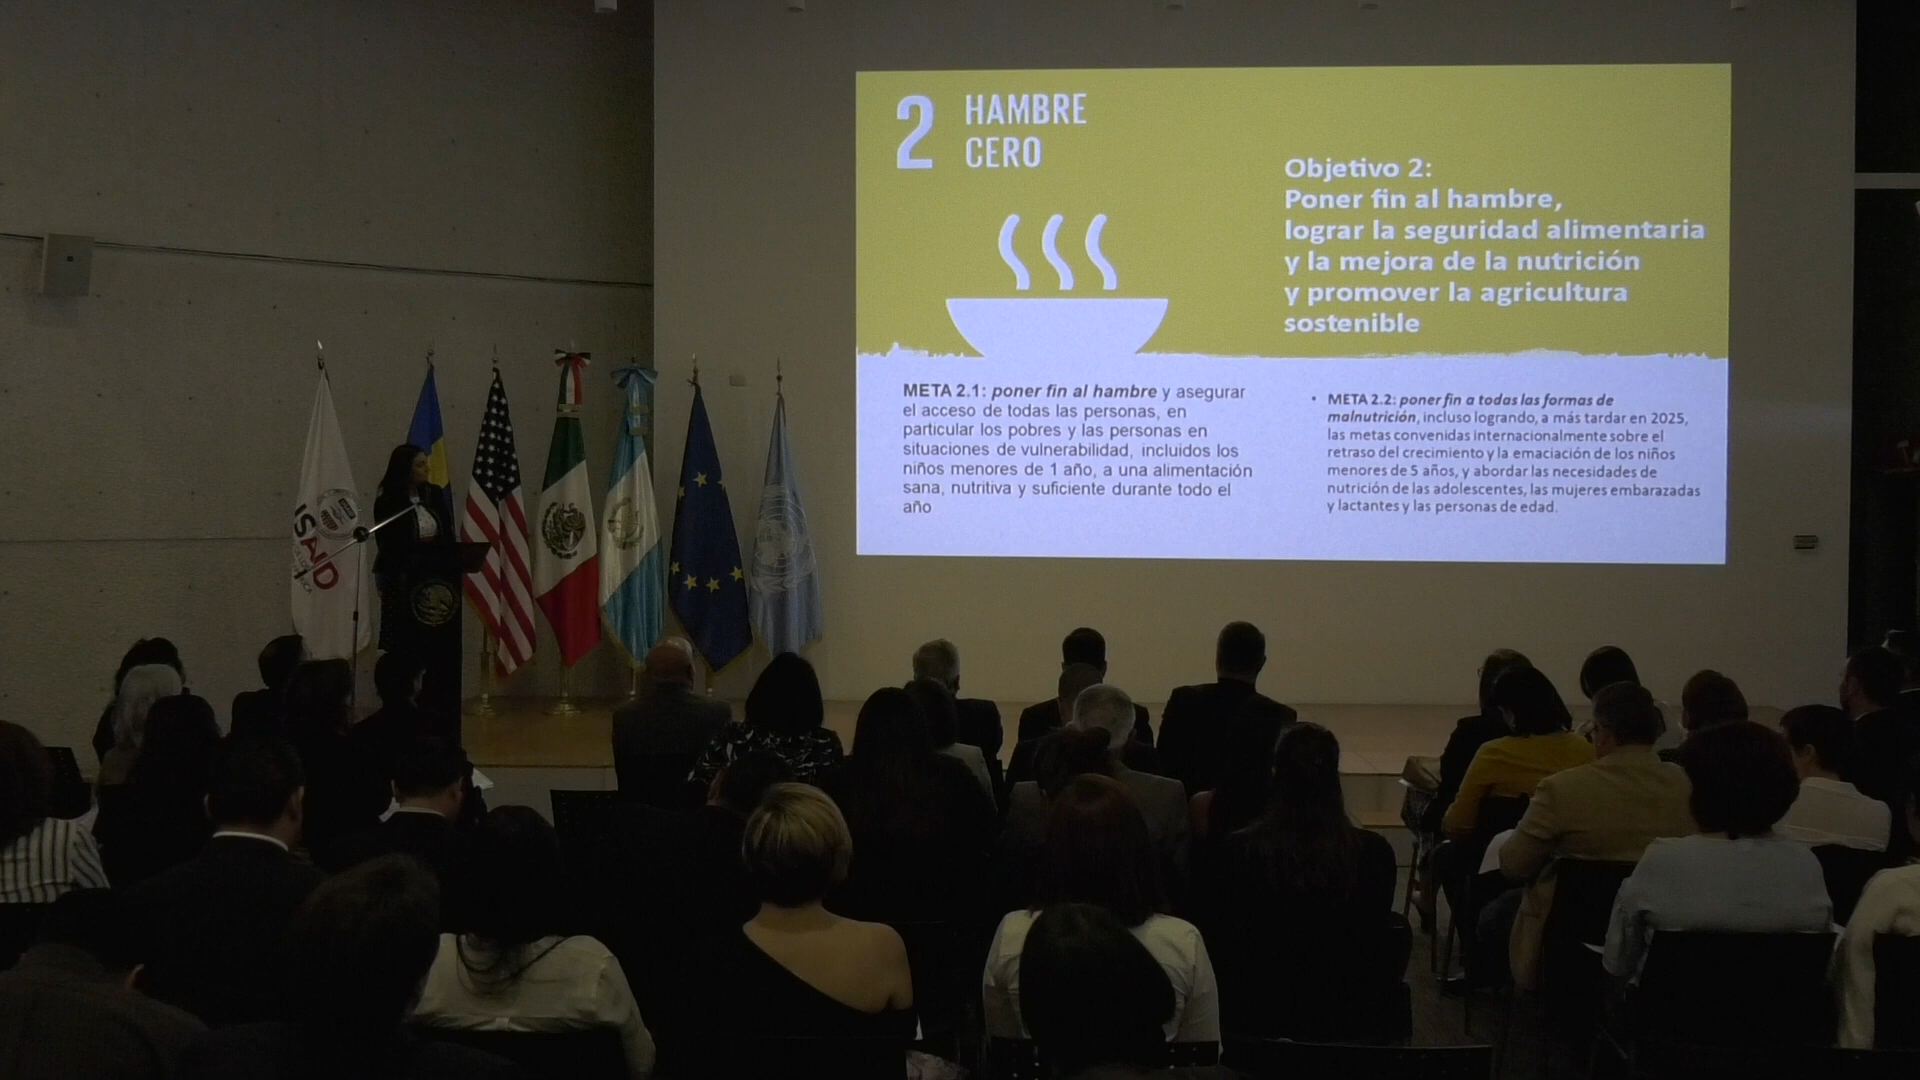 2
HAMBRE
CERO
Objetivo 2:
Poner fin al hambre,
lograr la seguridad alimentaria
y la mejora de la nutrición
y promover la agricultura
sostenible
META 2.1: poner fin al hambre y asegurar
el acceso de todas las personas, en
particular los pobres y las personas en
situaciones de vulnerabilidad, incluidos los
niños menores de 1 año, a una alimentación
sana, nutritiva y suficiente durante todo el
año
• META 2.2: poner fin a todas las formas de
malnutrición, incluso logrando, a más tardar en 2025,
las metas convenidas internacionalmente sobre el
retraso del crecimiento y la emaciación de los niños
menores de 5 años, y abordar las necesidades de
nutrición de las adolescentes, las mujeres embarazadas
y lactantes y las personas de edad.
USAID